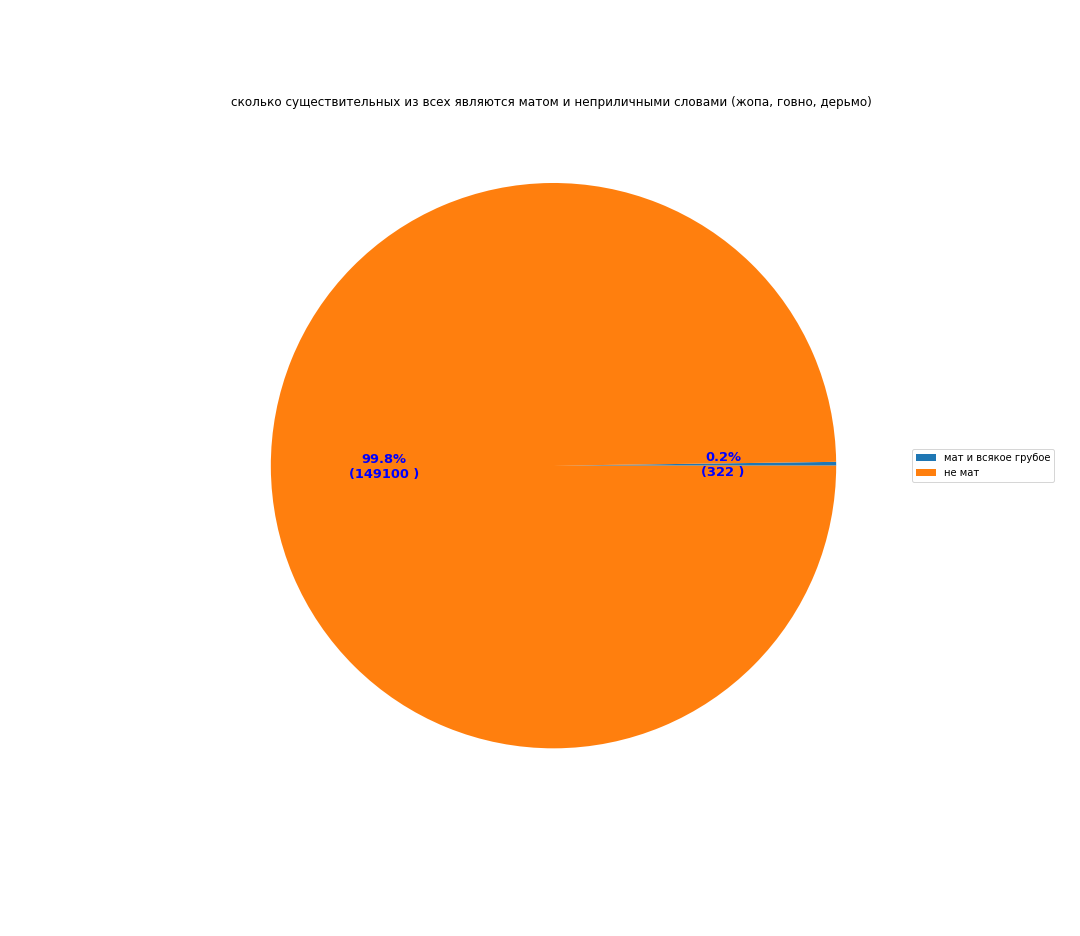 сколько существительных из всех являются матом и неприличными словами (жопа, говно, дерьмо)
99.8%
(149100 )
0.2%
(322 )
мат и всякое грубое
не мат